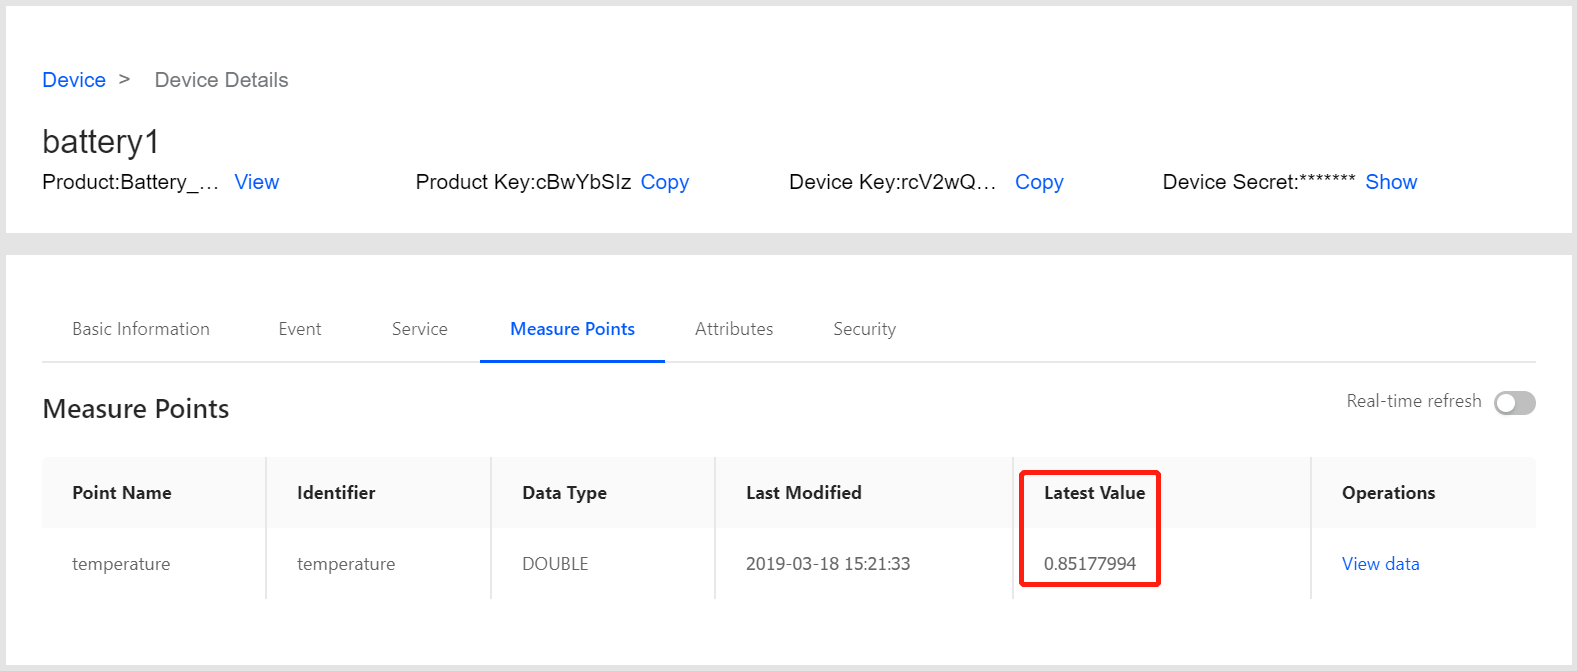 Device > Device Details
battery1
Product:Battery_... View Product Key:cBwYbSIz Copy Device Key:rcV2wQ... Copy Device Secret:******* Show
Basic Information Event Service Measure Points Attributes Security
Measure Points Real-time refresh
Point Name Identifier Data Type Last Modified Latest Value Operations
temperature temperature DOUBLE 2019-03-18 15:21:33 0.85177994 View data